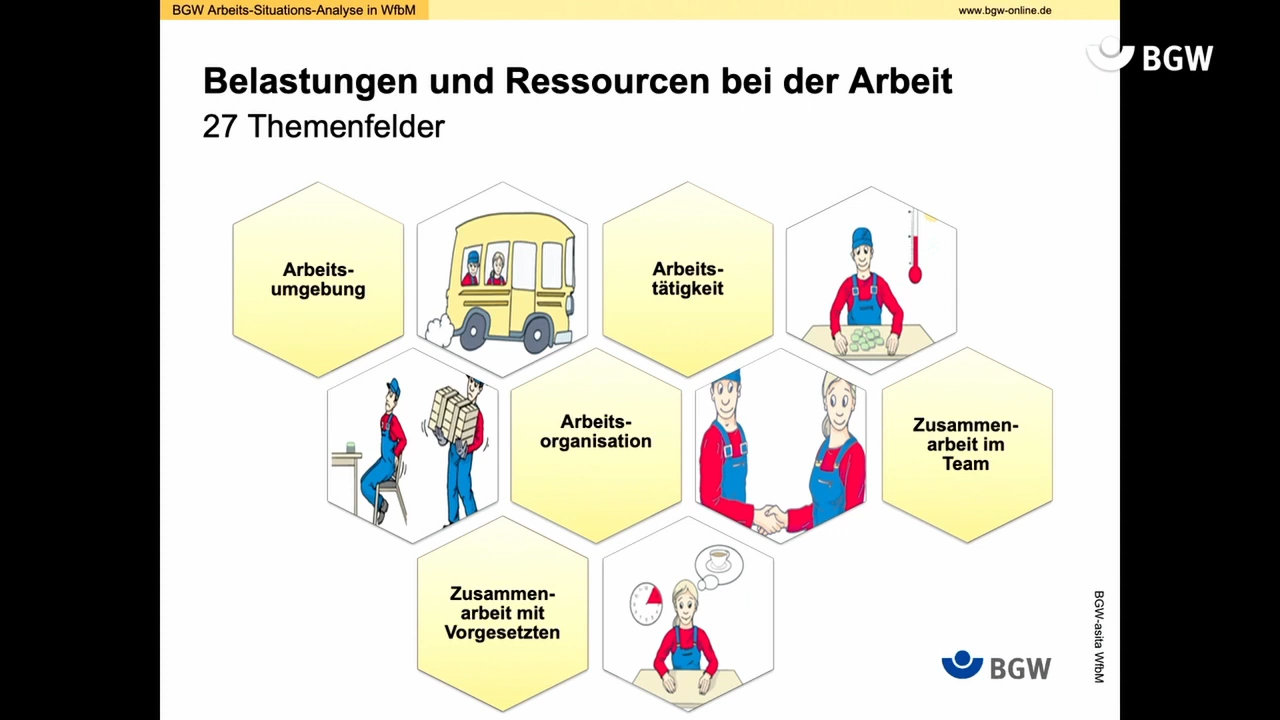 BGW Arbeits-Situations-Analyse in WfbM
www.bgw-online.de
BGW
Belastungen und Ressourcen bei der Arbeit
27 Themenfelder
Arbeits-
umgebung
Arbeits-
tätigkeit
Arbeits-
organisation
Zusammen-
arbeit im
Team
Zusammen-
arbeit mit
Vorgesetzten
BGW-asita WfbM
BGW